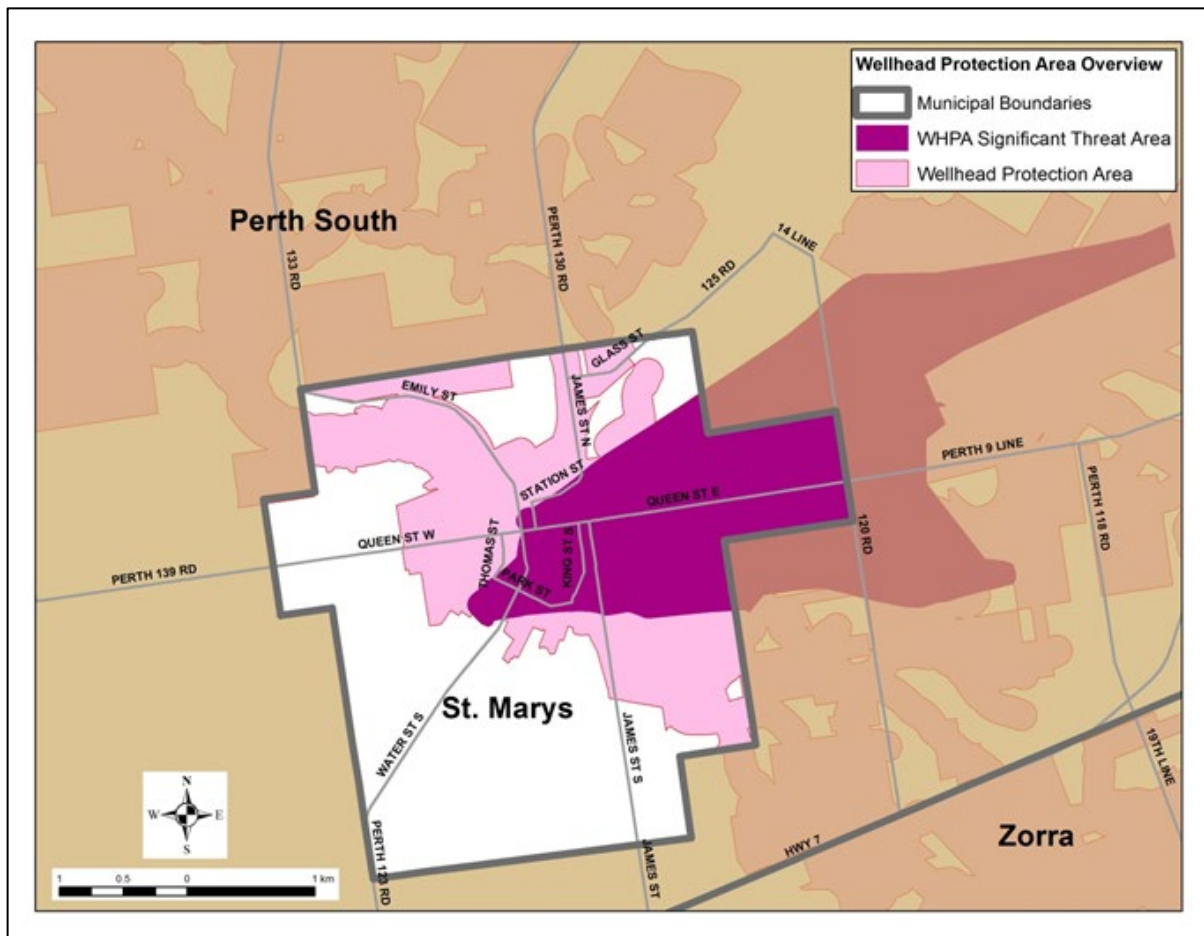 Wellhead Protection Area Overview
Municipal Boundaries
WHPA Significant Threat Area
Wellhead Protection Area
Perth South
133 RD
PERTH 130 RD
14 LINE
125 RD
GLASS ST
EMILY ST
JAMES ST N
STATION ST
PERTH 9 LINE
QUEEN ST E
PERTH 118 RD
120 RD
QUEEN ST W
THOMAS ST
KING ST S
PARK ST
PERTH 139 RD
St. Marys
WATER ST S
JAMES ST S
19TH LINE
Zorra
HWY 7
N
W E
S
PERTH 123 RD
JAMES ST
1 0.5 0 1 km